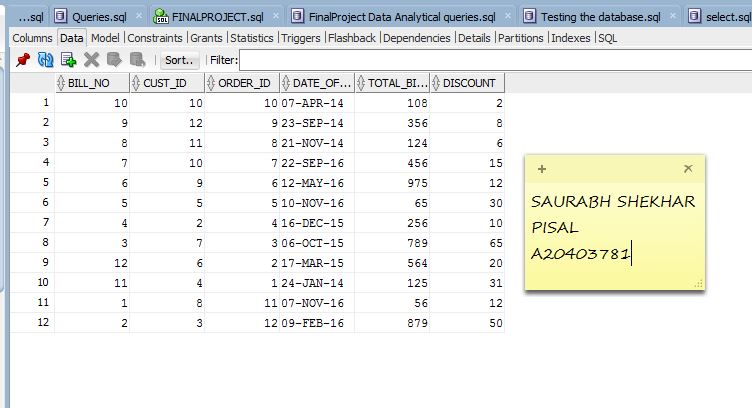 ...sql Queries.sql FINALPROJECT.sql FinalProject Data Analytical queries.sql Testing the database.sql select.sq
Columns Data Model Constraints Grants Statistics Triggers Flashback Dependencies Details Partitions Indexes SQL
Sort.. Filter:
BILL_NO CUST_ID ORDER_ID DATE_OF... TOTAL_BI... DISCOUNT
1 10 10 10 07-APR-14 108 2
2 9 12 9 23-SEP-14 356 8
3 8 11 8 21-NOV-14 124 6
4 7 10 7 22-SEP-16 456 15
5 6 9 6 12-MAY-16 975 12
6 5 5 5 10-NOV-16 65 30
7 4 2 4 16-DEC-15 256 10
8 3 7 3 06-OCT-15 789 65
9 12 6 2 17-MAR-15 564 20
10 11 4 1 24-JAN-14 125 31
11 1 8 11 07-NOV-16 56 12
12 2 3 12 09-FEB-16 879 50
SAURABH SHEKHAR
PISAL
A20403781